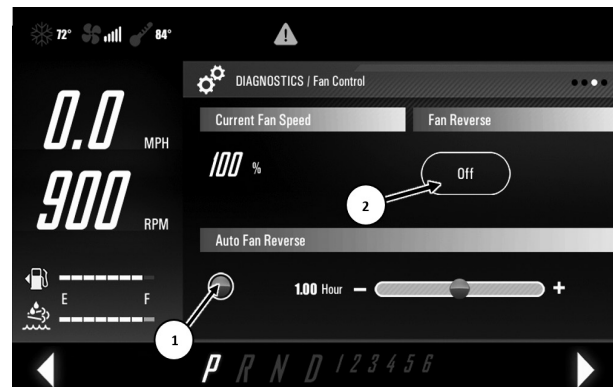 72° 84°
DIAGNOSTICS / Fan Control
0.0 MPH
900 RPM
E F
Current Fan Speed
Fan Reverse
100 %
Off
2
Auto Fan Reverse
1.00 Hour − +
1
P R N D 1 2 3 4 5 6